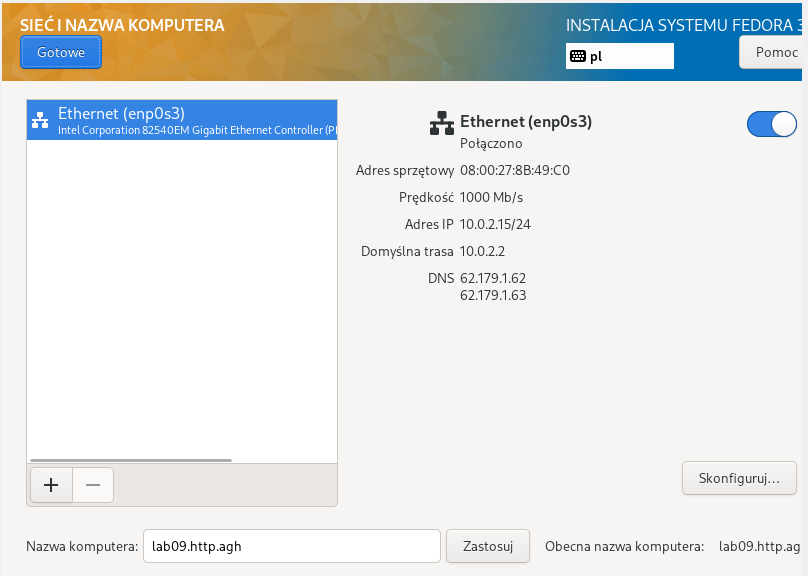 SIEĆ I NAZWA KOMPUTERA
INSTALACJA SYSTEMU FEDORA 3
Gotowe
pl
Pomoc
Ethernet (enp0s3)
Intel Corporation 82540EM Gigabit Ethernet Controller (P
Ethernet (enp0s3)
Połączono
Adres sprzętowy 08:00:27:8B:49:C0
Prędkość 1000 Mb/s
Adres IP 10.0.2.15/24
Domyślna trasa 10.0.2.2
DNS 62.179.1.62
62.179.1.63
+ −
Skonfiguruj...
Nazwa komputera: lab09.http.agh Zastosuj Obecna nazwa komputera: lab09.http.ag